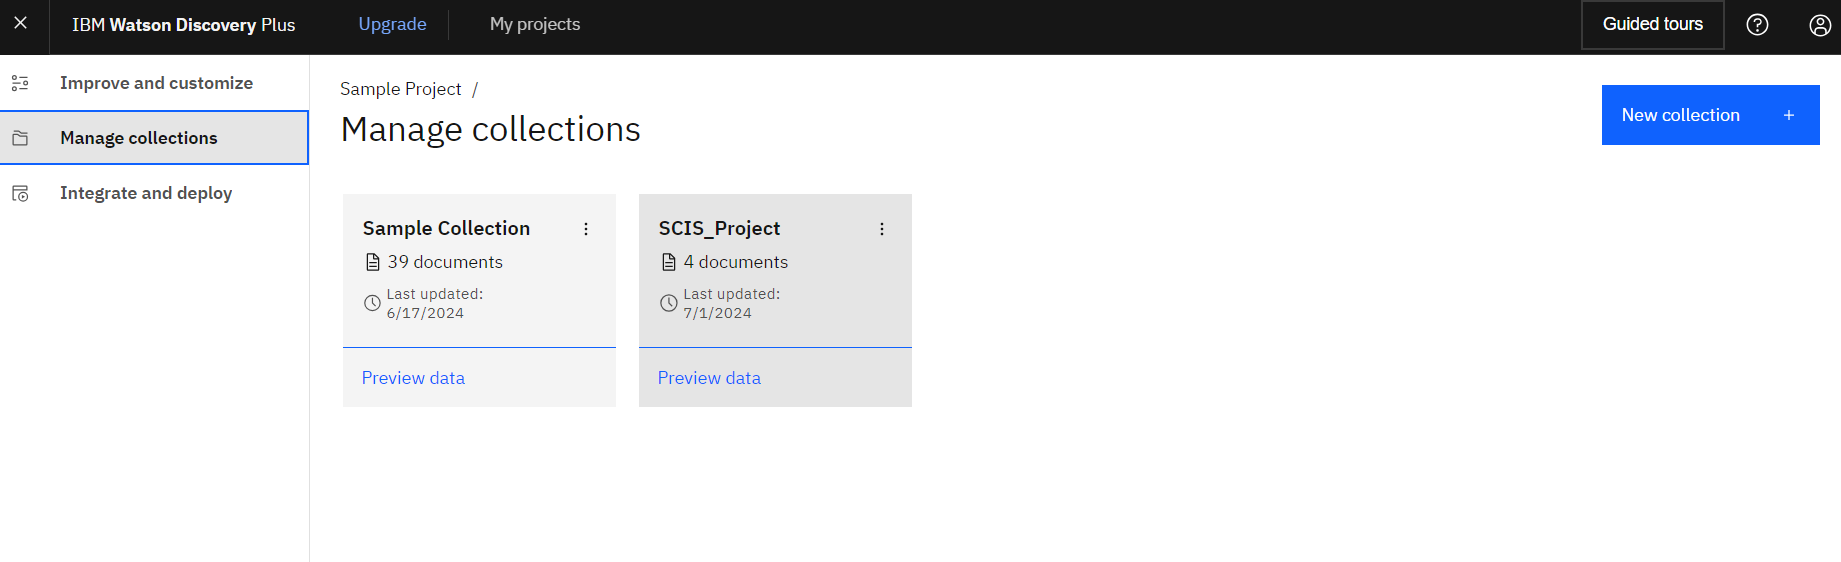 IBM Watson Discovery Plus
Upgrade
My projects
Guided tours
Improve and customize
Manage collections
Integrate and deploy
Sample Project /
Manage collections
New collection +
Sample Collection
39 documents
Last updated:
6/17/2024
Preview data
SCIS_Project
4 documents
Last updated:
7/1/2024
Preview data